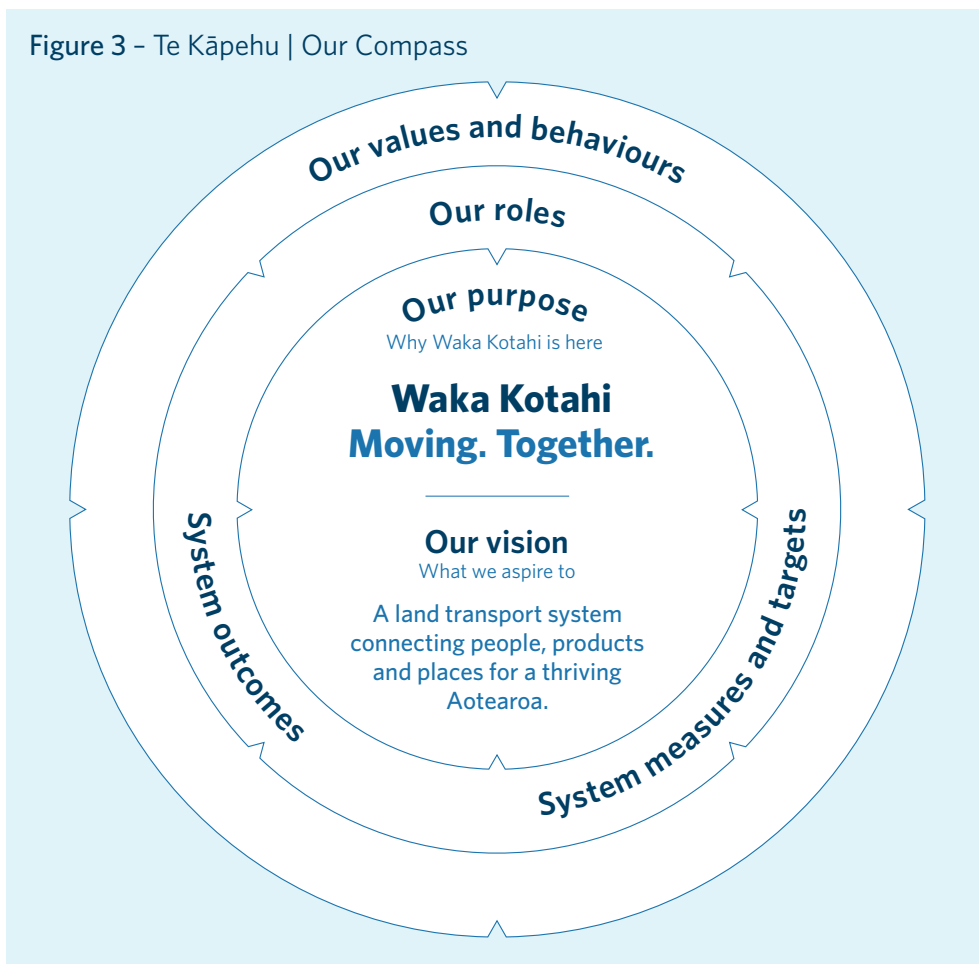 Figure 3 – Te Kāpehu | Our Compass
Our values and behaviours
Our roles
Our purpose
Why Waka Kotahi is here
Waka Kotahi
Moving. Together.
Our vision
What we aspire to
A land transport system
connecting people, products
and places for a thriving
Aotearoa.
System outcomes
System measures and targets